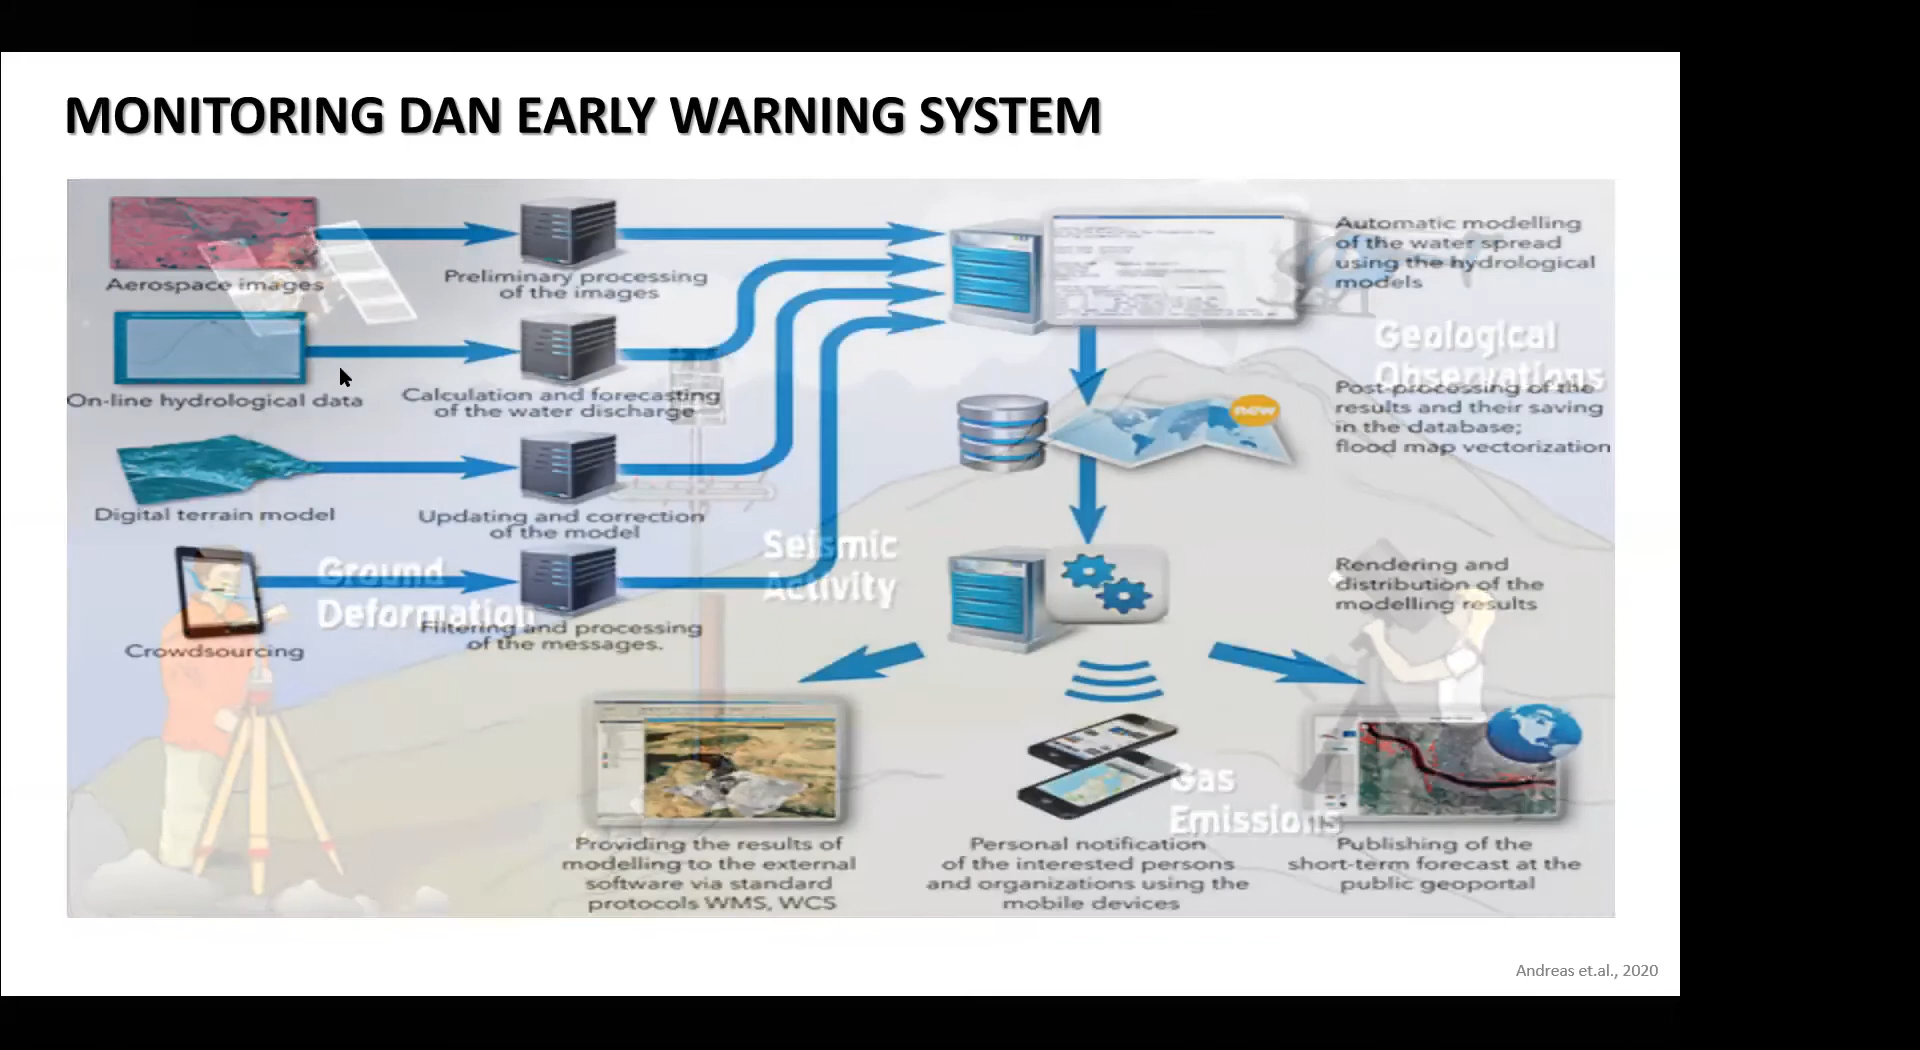 MONITORING DAN EARLY WARNING SYSTEM
Aerospace images
Preliminary processing
of the images
Automatic modelling
of the water spread
using the hydrological
models
On-line hydrological data
Calculation and forecasting
of the water discharge
Geological
Observations
new
Post-processing of the
results and their saving
in the database;
flood map vectorization
Digital terrain model
Updating and correction
of the model
Seismic
Activity
Ground
Deformation
Crowdsourcing
Filtering and processing
of the messages.
Rendering and
distribution of the
modelling results
Gas
Emissions
Providing the results of
modelling to the external
software via standard
protocols WMS, WCS
Personal notification
of the interested persons
and organizations using the
mobile devices
Publishing of the
short-term forecast at the
public geoportal
Andreas et.al., 2020